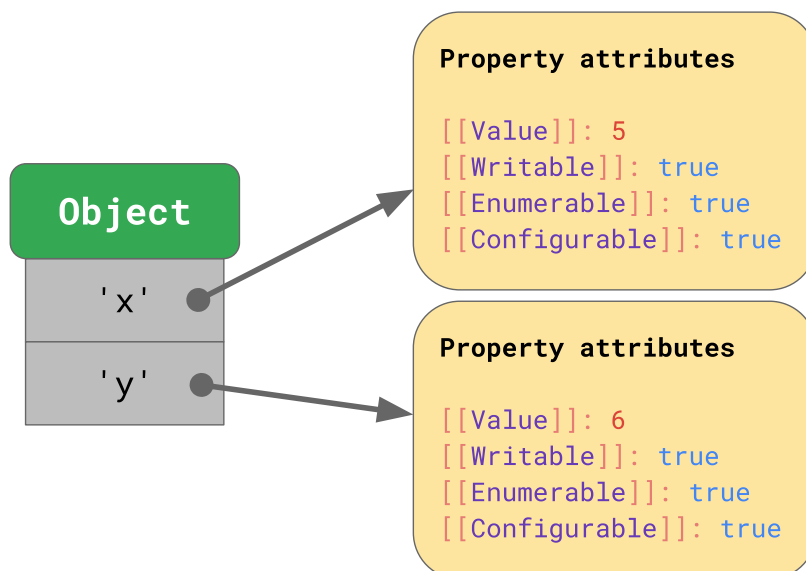 Object
'x'
'y'
Property attributes
[[Value]]: 5
[[Writable]]: true
[[Enumerable]]: true
[[Configurable]]: true
Property attributes
[[Value]]: 6
[[Writable]]: true
[[Enumerable]]: true
[[Configurable]]: true